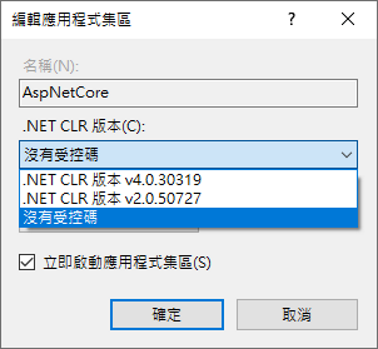 編輯應用程式集區
?
名稱(N):
AspNetCore
.NET CLR 版本(C):
沒有受控碼
.NET CLR 版本 v4.0.30319
.NET CLR 版本 v2.0.50727
沒有受控碼
立即啟動應用程式集區(S)
確定
取消